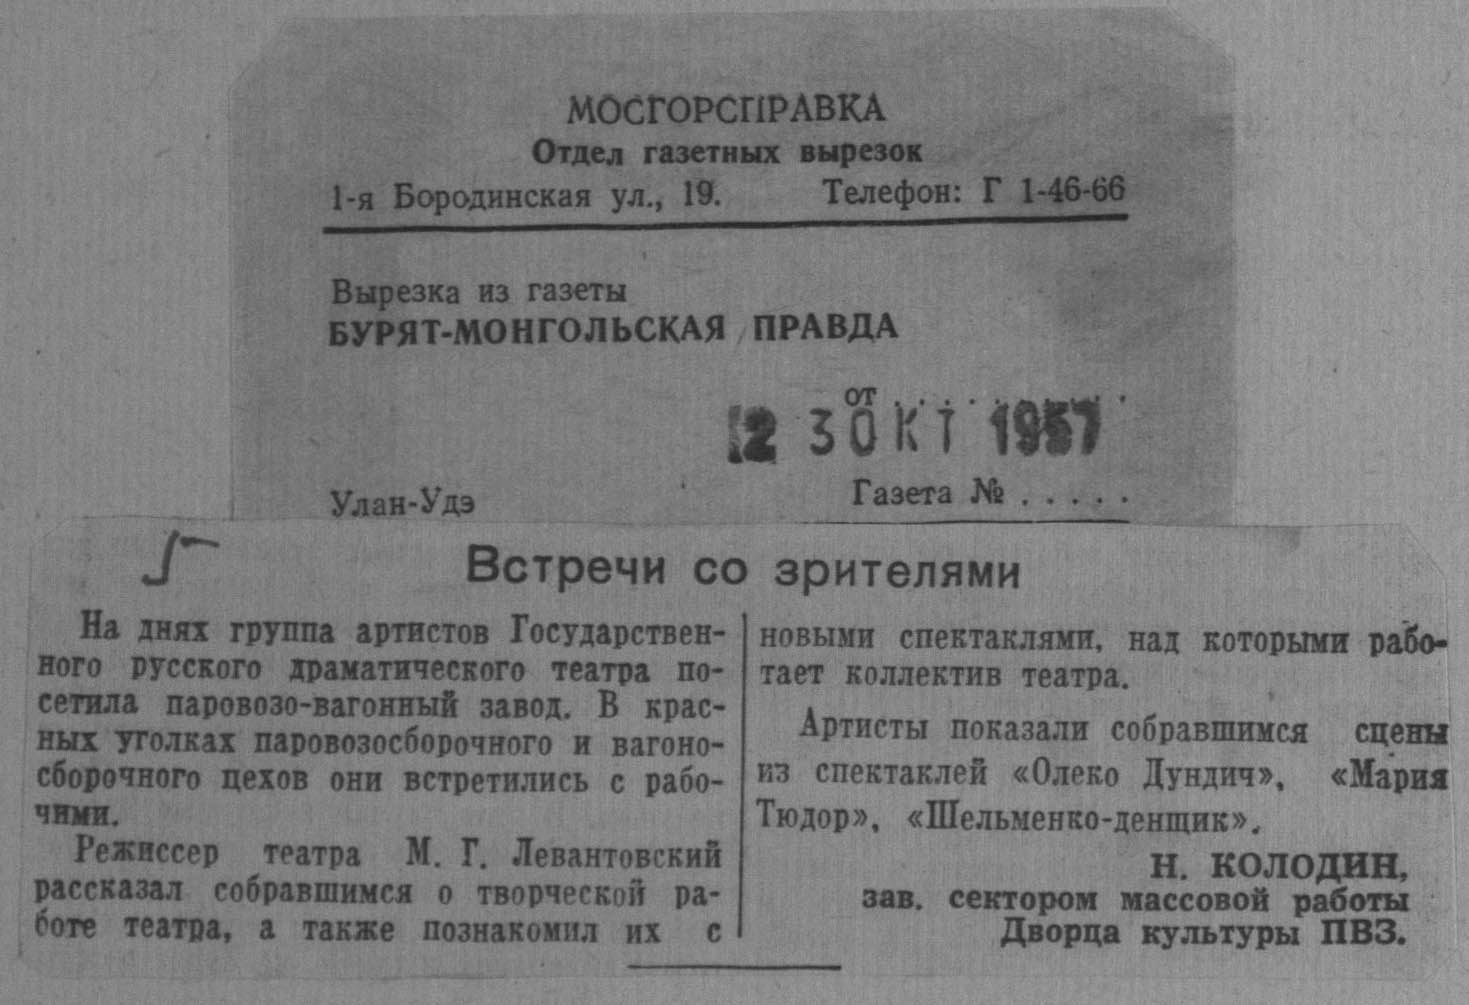 МОСГОРСПРАВКА
Отдел газетных вырезок
1-я Бородинская ул., 19. Телефон: Г 1-46-66
Вырезка из газеты
БУРЯТ-МОНГОЛЬСКАЯ ПРАВДА
от . . . . . . . .
2 3 ОКТ 1957
Улан-Удэ Газета № . . . . .
Встречи со зрителями
На днях группа артистов Государствен-
ного русского драматического театра по-
сетила паровозо-вагонный завод. В крас-
ных уголках паровозосборочного и вагоно-
сборочного цехов они встретились с рабо-
чими.
Режиссер театра М. Г. Левантовский
рассказал собравшимся о творческой ра-
боте театра, а также познакомил их с
новыми спектаклями, над которыми рабо-
тает коллектив театра.
Артисты показали собравшимся сцены
из спектаклей «Олеко Дундич», «Мария
Тюдор», «Шельменко-денщик».
Н. КОЛОДИН,
зав. сектором массовой работы
Дворца культуры ПВЗ.